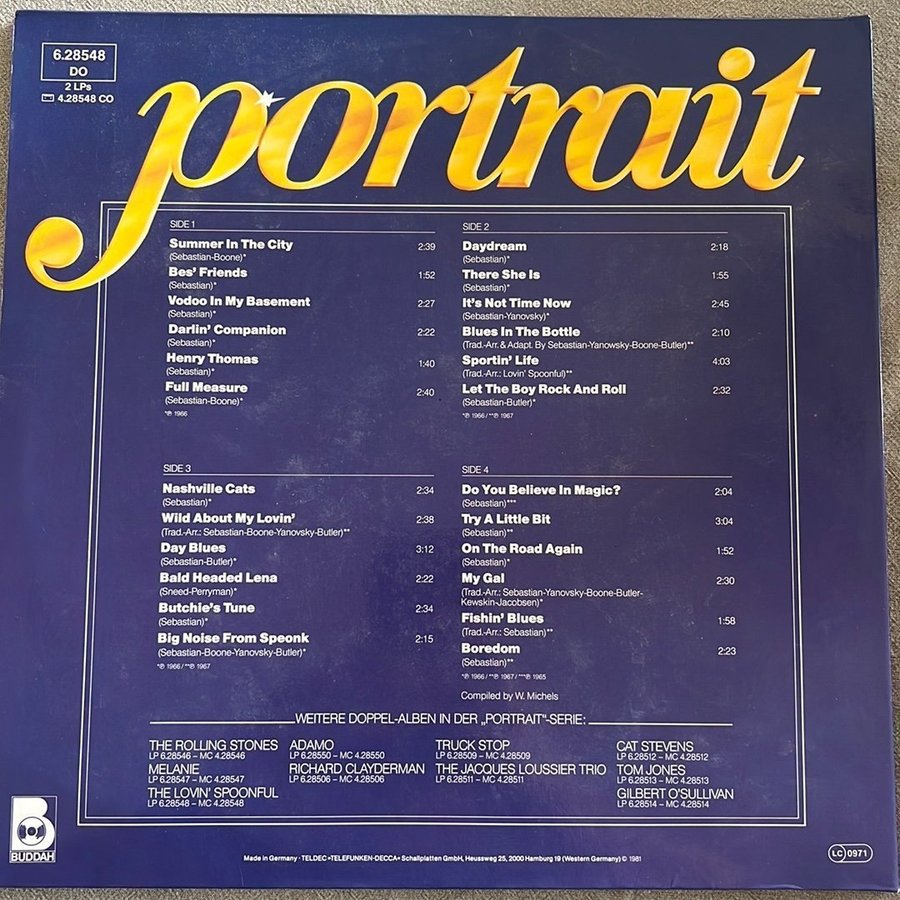 6.28548
DO
2 LPs
4.28548 CO
portrait
SIDE 1
Summer In The City 2:39
(Sebastian-Boone)*
Bes' Friends 1:52
(Sebastian)*
Vodoo In My Basement 2:27
(Sebastian)*
Darlin' Companion 2:22
(Sebastian)*
Henry Thomas 1:40
(Sebastian)*
Full Measure 2:40
(Sebastian-Boone)*
*℗ 1966
SIDE 2
Daydream 2:18
(Sebastian)*
There She Is 1:55
(Sebastian)*
It's Not Time Now 2:45
(Sebastian-Yanovsky)*
Blues In The Bottle 2:10
(Trad.-Arr. & Adapt. By Sebastian-Yanowsky-Boone-Butler)**
Sportin' Life 4:03
(Trad.-Arr.: Lovin' Spoonful)**
Let The Boy Rock And Roll 2:32
(Sebastian-Butler)*
*℗ 1966 / **℗ 1967
SIDE 3
Nashville Cats 2:34
(Sebastian)*
Wild About My Lovin' 2:38
(Trad.-Arr.: Sebastian-Boone-Yanovsky-Butler)**
Day Blues 3:12
(Sebastian-Butler)*
Bald Headed Lena 2:22
(Sneed-Perryman)*
Butchie's Tune 2:34
(Sebastian)*
Big Noise From Speonk 2:15
(Sebastian-Boone-Yanovsky-Butler)*
*℗ 1966 / **℗ 1967
SIDE 4
Do You Believe In Magic? 2:04
(Sebastian)***
Try A Little Bit 3:04
(Sebastian)**
On The Road Again 1:52
(Sebastian)*
My Gal 2:30
(Trad.-Arr.: Sebastian-Yanovsky-Boone-Butler-
Kewskin-Jacobsen)*
Fishin' Blues 1:58
(Trad.-Arr.: Sebastian)**
Boredom 2:23
(Sebastian)**
*℗ 1966 / **℗ 1967 / ***℗ 1965
Compiled by W. Michels
WEITERE DOPPEL-ALBEN IN DER „PORTRAIT"-SERIE:
THE ROLLING STONES
LP 6.28546 – MC 4.28546
MELANIE
LP 6.28547 – MC 4.28547
THE LOVIN' SPOONFUL
LP 6.28548 – MC 4.28548
ADAMO
LP 6.28550 – MC 4.28550
RICHARD CLAYDERMAN
LP 6.28506 – MC 4.28506
TRUCK STOP
LP 6.28509 – MC 4.28509
THE JACQUES LOUSSIER TRIO
LP 6.28511 – MC 4.28511
CAT STEVENS
LP 6.28512 – MC 4.28512
TOM JONES
LP 6.28513 – MC 4.28513
GILBERT O'SULLIVAN
LP 6.28514 – MC 4.28514
BUDDAH
Made in Germany · TELDEC »TELEFUNKEN-DECCA« Schallplatten GmbH, Heussweg 25, 2000 Hamburg 19 (Western Germany) © 1981
LC 0971